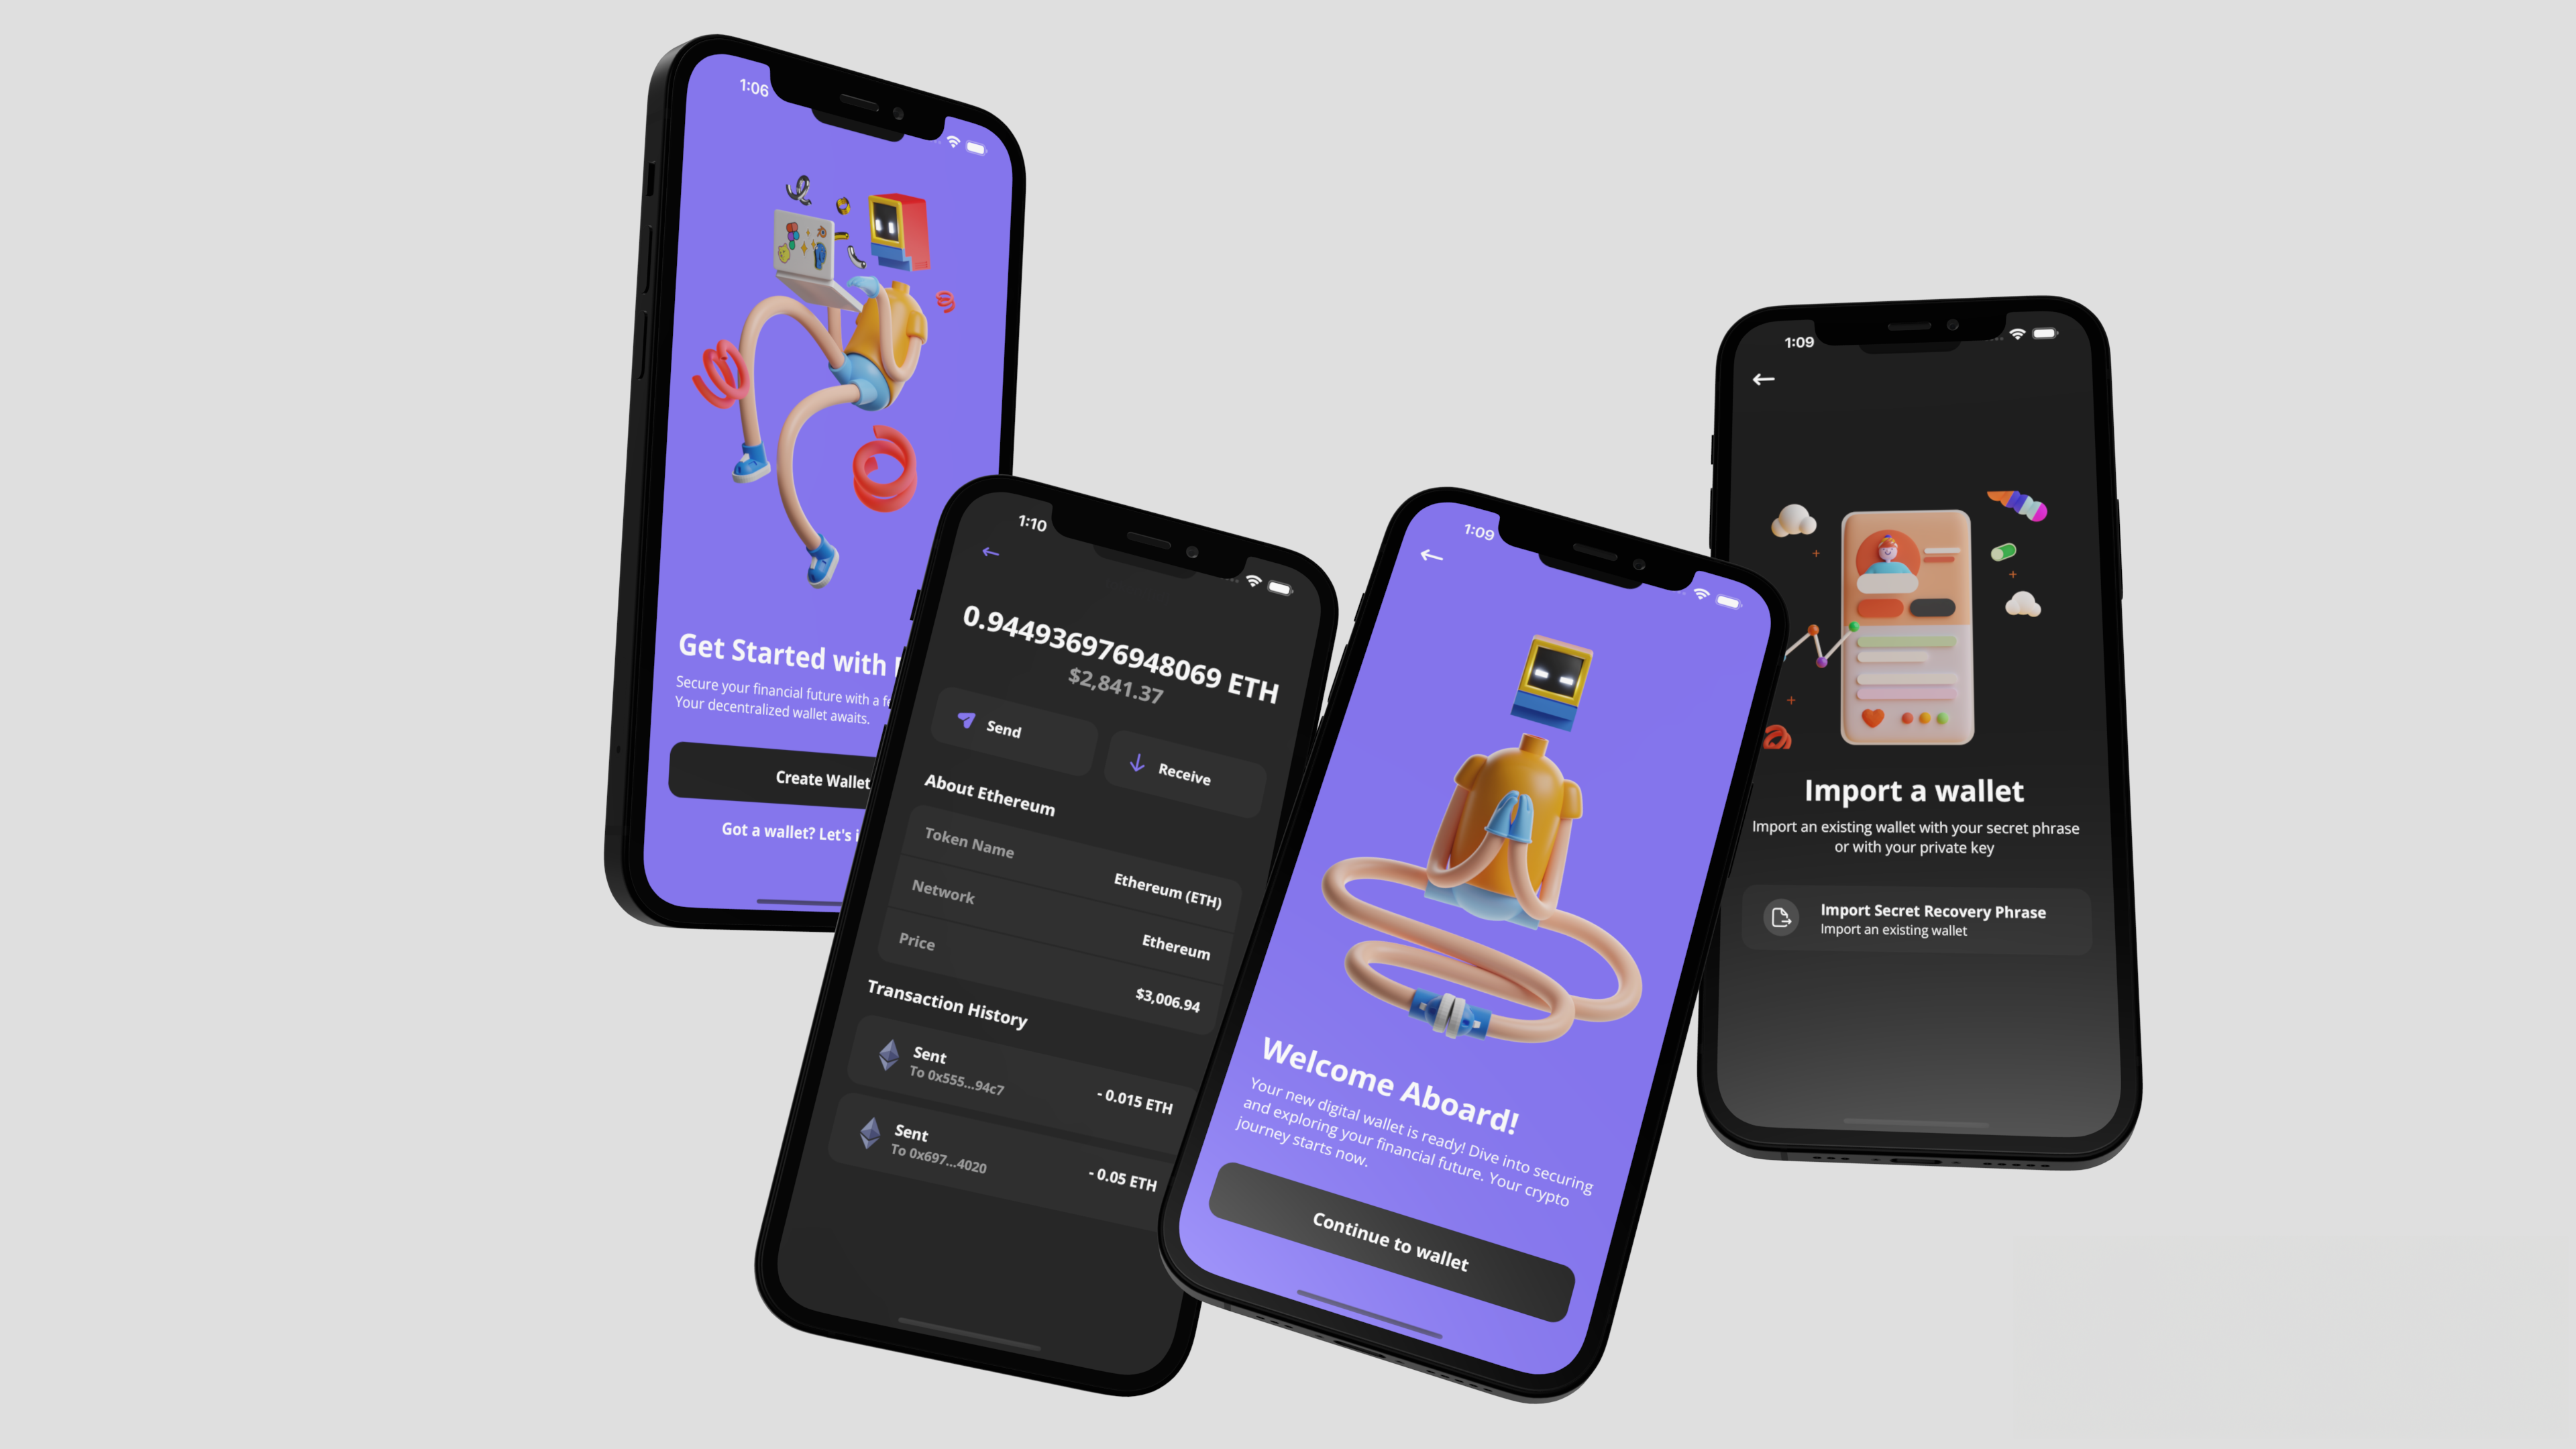 1:06
Get Started with
Secure your financial future with a
Your decentralized wallet awaits.
Create Wallet
Got a wallet? Let's
1:10
0.944936976948069 ETH
$2,841.37
Send
Receive
About Ethereum
Token Name
Ethereum (ETH)
Network
Ethereum
Price
$3,006.94
Transaction History
Sent
To 0x555...94c7
- 0.015 ETH
Sent
To 0x697...4020
- 0.05 ETH
1:09
Welcome Aboard!
Your new digital wallet is ready! Dive into securing
and exploring your financial future. Your crypto
journey starts now.
Continue to wallet
1:09
Import a wallet
Import an existing wallet with your secret phrase
or with your private key
Import Secret Recovery Phrase
Import an existing wallet